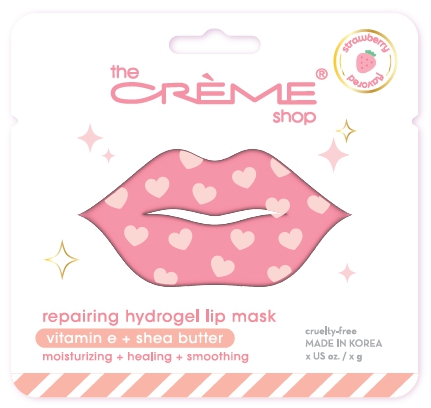 strawberry
flavored
the
CRÈME®
shop
repairing hydrogel lip mask
vitamin e + shea butter
moisturizing + healing + smoothing
cruelty-free
MADE IN KOREA
x US oz. / x g